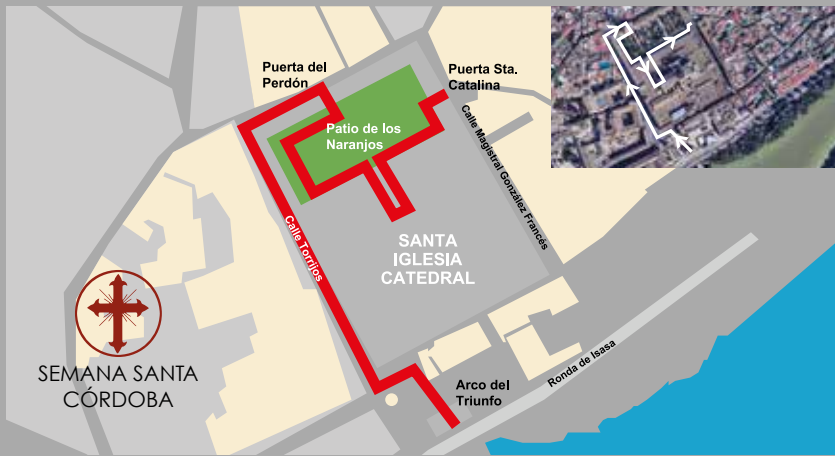 Puerta del
Perdón
Puerta Sta.
Catalina
Patio de los
Naranjos
Calle Magistral González Francés
Calle Torrijos
SANTA
IGLESIA
CATEDRAL
SEMANA SANTA
CÓRDOBA
Arco del
Triunfo
Ronda de Isasa